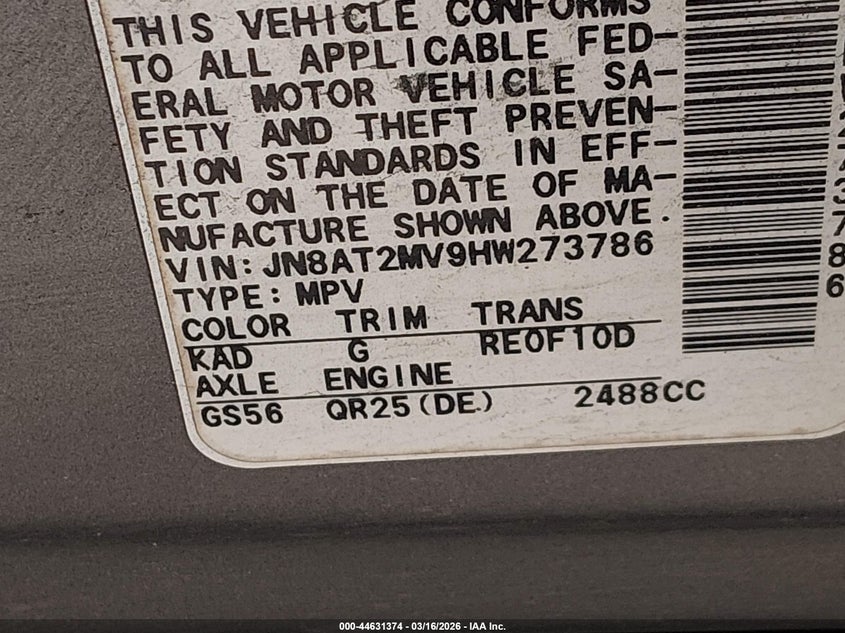 THIS VEHICLE CONFORMS
TO ALL APPLICABLE FED-
ERAL MOTOR VEHICLE SA-
FETY AND THEFT PREVEN-
TION STANDARDS IN EFF-
ECT ON THE DATE OF MA-
NUFACTURE SHOWN ABOVE.
VIN:JN8AT2MV9HW273786
TYPE:MPV
COLOR TRIM TRANS
KAD G RE0F10D
AXLE ENGINE
GS56 QR25(DE.) 2488CC
273786
000-44631374 - 03/16/2026 - IAA Inc.